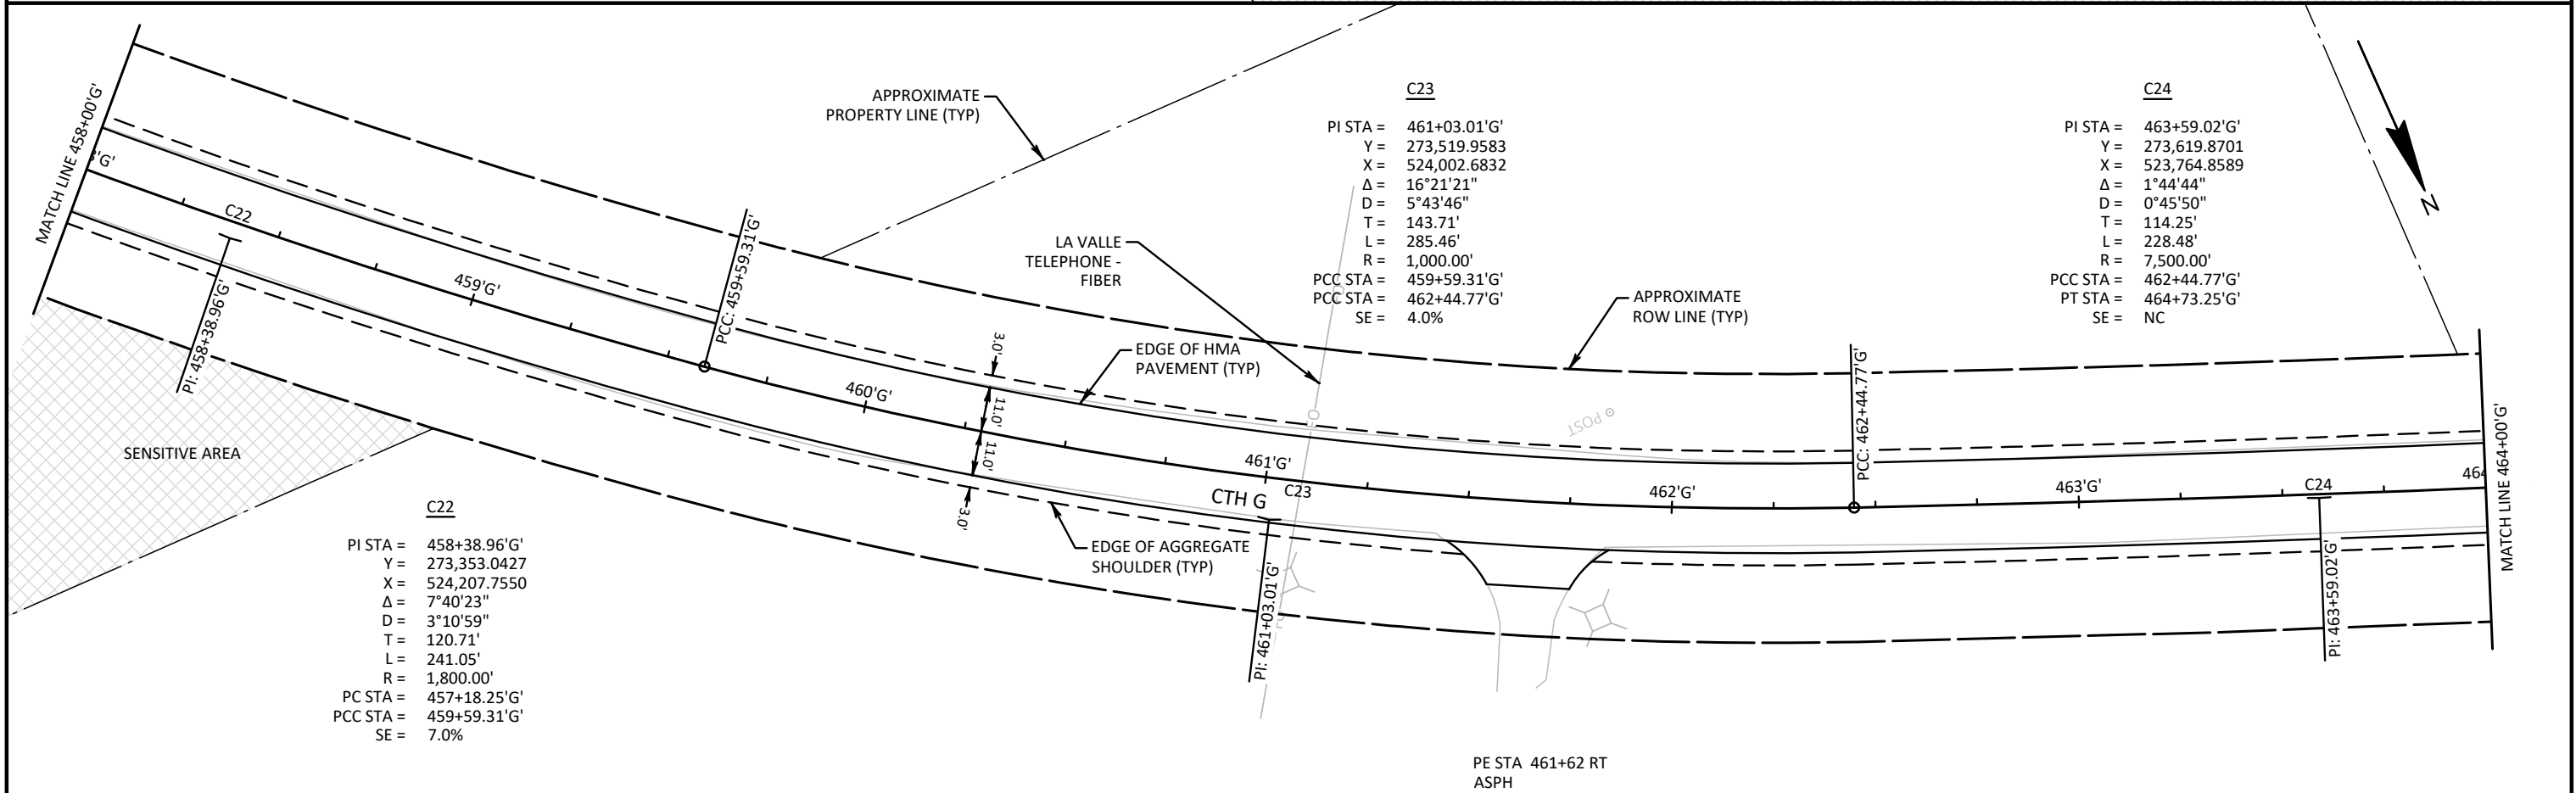 MATCH LINE 458+00'G'
'G'
C22
PI: 458+38.96'G'
459'G'
PCC: 459+59.31'G'
460'G'
SENSITIVE AREA
APPROXIMATE
PROPERTY LINE (TYP)
LA VALLE
TELEPHONE -
FIBER
3.0'
11.0'
11.0'
3.0'
EDGE OF HMA
PAVEMENT (TYP)
EDGE OF AGGREGATE
SHOULDER (TYP)
461'G'
CTH G
C23
PI: 461+03.01'G'
FO
POST
APPROXIMATE
ROW LINE (TYP)
462'G'
PCC: 462+44.77'G'
463'G'
C24
PI: 463+59.02'G'
464
MATCH LINE 464+00'G'
N
C22
PI STA = 458+38.96'G'
Y = 273,353.0427
X = 524,207.7550
Δ = 7°40'23"
D = 3°10'59"
T = 120.71'
L = 241.05'
R = 1,800.00'
PC STA = 457+18.25'G'
PCC STA = 459+59.31'G'
SE = 7.0%
C23
PI STA = 461+03.01'G'
Y = 273,519.9583
X = 524,002.6832
Δ = 16°21'21"
D = 5°43'46"
T = 143.71'
L = 285.46'
R = 1,000.00'
PCC STA = 459+59.31'G'
PCC STA = 462+44.77'G'
SE = 4.0%
C24
PI STA = 463+59.02'G'
Y = 273,619.8701
X = 523,764.8589
Δ = 1°44'44"
D = 0°45'50"
T = 114.25'
L = 228.48'
R = 7,500.00'
PCC STA = 462+44.77'G'
PT STA = 464+73.25'G'
SE = NC
PE STA 461+62 RT
ASPH